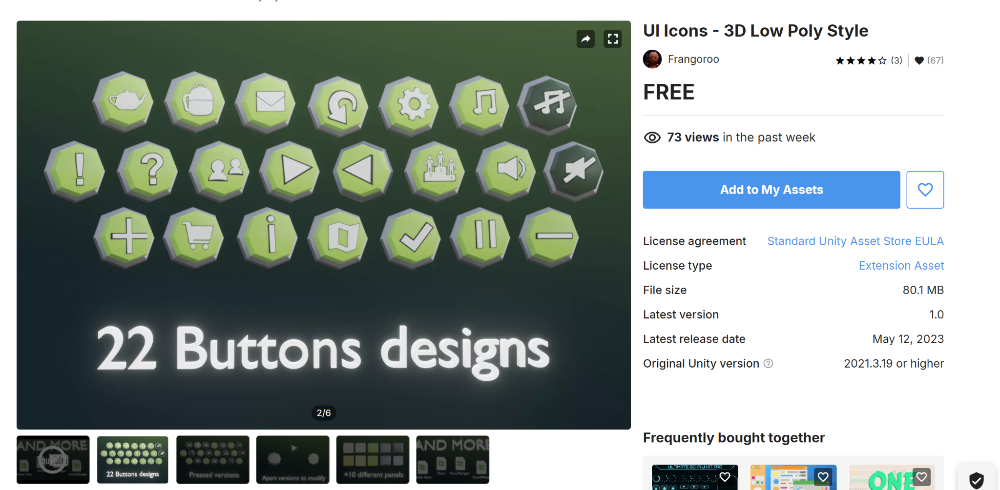 UI Icons - 3D Low Poly Style
Frangoroo
(3)
(67)
FREE
73 views in the past week
Add to My Assets
License agreement
Standard Unity Asset Store EULA
License type
Extension Asset
File size
80.1 MB
Latest version
1.0
Latest release date
May 12, 2023
Original Unity version
2021.3.19 or higher
22 Buttons designs
2/6
AND MORE
YouTube
22 Buttons designs
Pressed versions
Apart versions to modify
+10 different panels
AND MORE
Menu
MenuManager
Frequently bought together
ULTIMATE SCI FI UI KIT PRO
ONE